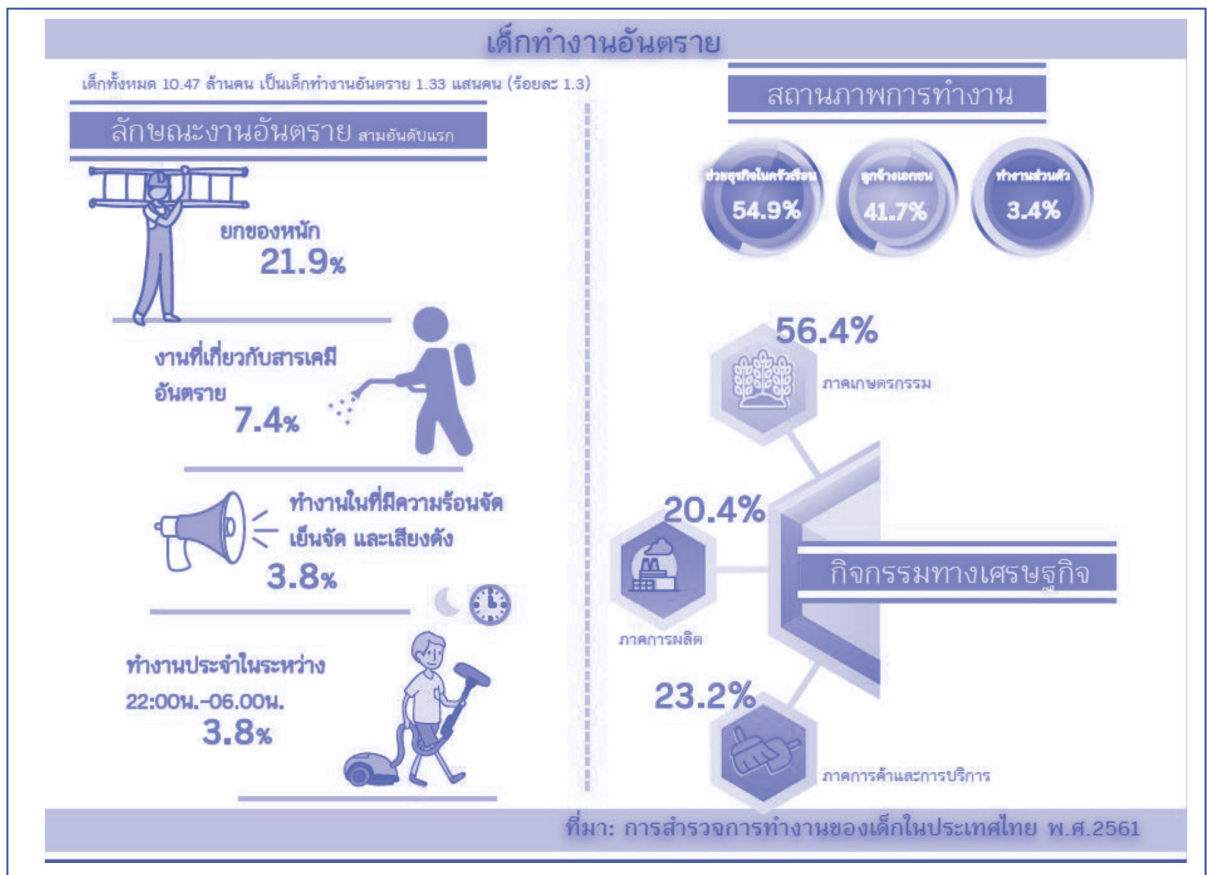 เด็กทำงานอันตราย
เด็กทั้งหมด 10.47 ล้านคน เป็นเด็กทำงานอันตราย 1.33 แสนคน (ร้อยละ 1.3)
ลักษณะงานอันตราย สามอันดับแรก
ยกของหนัก
21.9%
งานที่เกี่ยวกับสารเคมี
อันตราย
7.4%
ทำงานในที่มีความร้อนจัด
เย็นจัด และเสียงดัง
3.8%
ทำงานประจำในระหว่าง
22:00น.-06.00น.
3.8%
สถานภาพการทำงาน
ช่วยธุรกิจในครัวเรือน
54.9%
ลูกจ้างเอกชน
41.7%
ทำงานส่วนตัว
3.4%
56.4%
ภาคเกษตรกรรม
20.4%
ภาคการผลิต
กิจกรรมทางเศรษฐกิจ
23.2%
ภาคการค้าและการบริการ
ที่มา: การสำรวจการทำงานของเด็กในประเทศไทย พ.ศ.2561